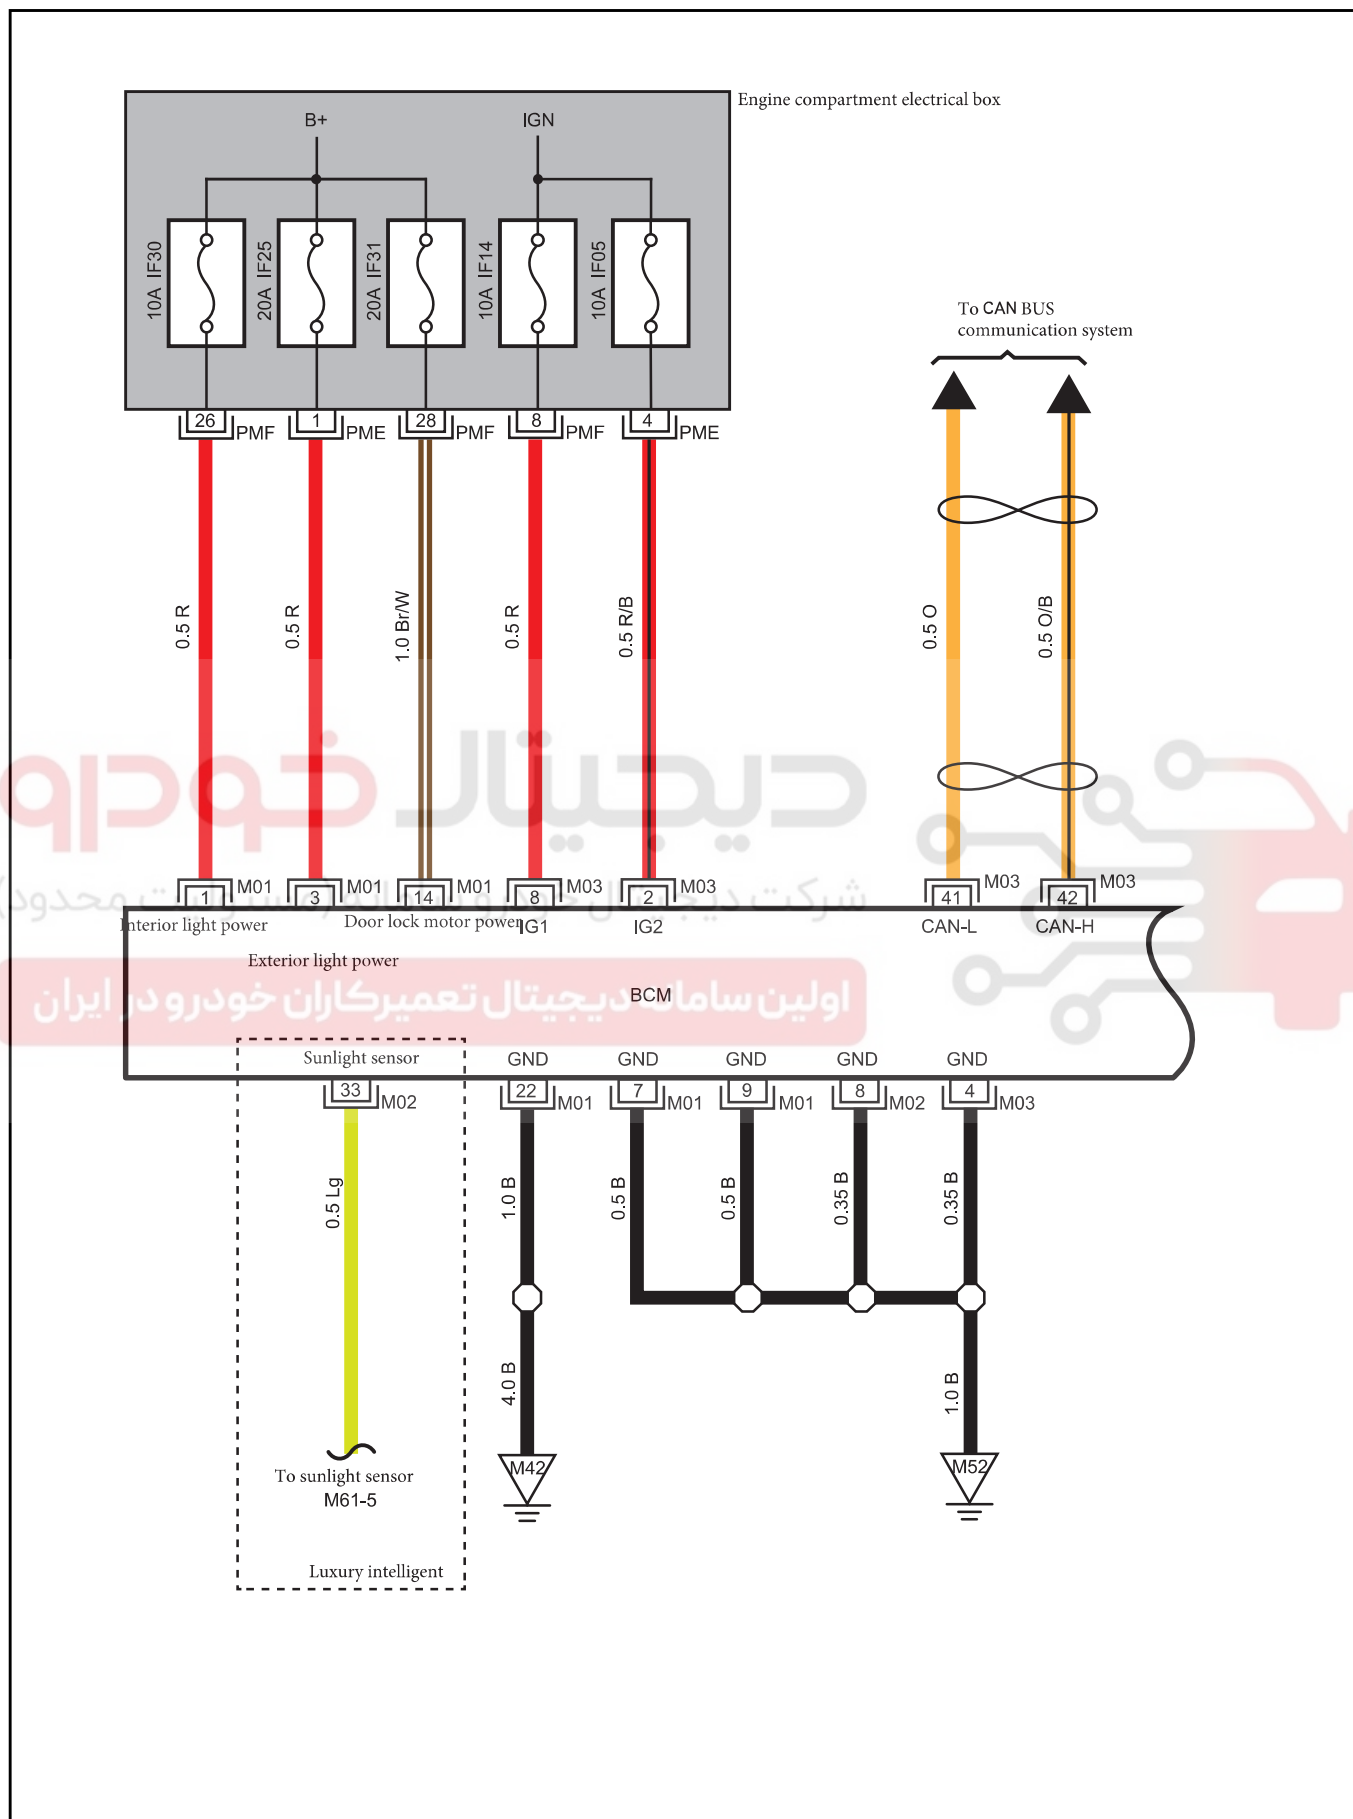 Engine compartment electrical box
B+
IGN
10A IF30
20A IF25
20A IF31
10A IF14
10A IF05
To CAN BUS
communication system
26 PMF
1 PME
28 PMF
8 PMF
4 PME
0.5 R
0.5 R
1.0 Br/W
0.5 R
0.5 R/B
0.5 O
0.5 O/B
دیجیتال خودرو
شرکت دیجیتال خودرو سامانه (مسئولیت محدود)
1 M01
3 M01
14 M01
8 M03
2 M03
41 M03
42 M03
Interior light power
Door lock motor power
IG1
IG2
CAN-L
CAN-H
Exterior light power
BCM
اولین سامانه دیجیتال تعمیرکاران خودرو در ایران
Sunlight sensor
GND
GND
GND
GND
GND
33 M02
22 M01
7 M01
9 M01
8 M02
4 M03
0.5 Lg
1.0 B
0.5 B
0.5 B
0.35 B
0.35 B
4.0 B
1.0 B
To sunlight sensor
M61-5
M42
M52
Luxury intelligent